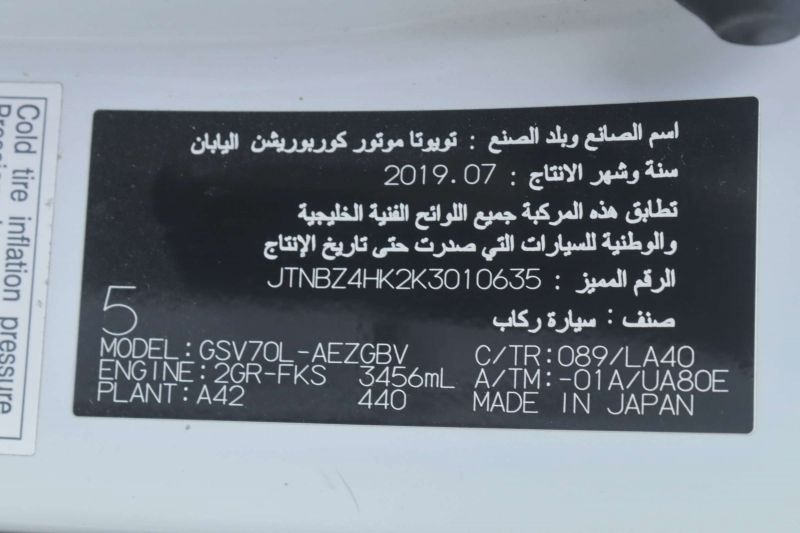 اسم الصانع وبلد الصنع : تويوتا موتور كوربوريشن اليابان
سنة وشهر الانتاج : 2019.07
تطابق هذه المركبة جميع اللوائح الفنية الخليجية
والوطنية للسيارات التي صدرت حتى تاريخ الإنتاج
الرقم المميز : JTNBZ4HK2K3010635
صنف : سيارة ركاب
5
MODEL:GSV70L-AEZGBV C/TR:089/LA40
ENGINE:2GR-FKS 3456mL A/TM:-01A/UA80E
PLANT:A42 440 MADE IN JAPAN
Cold tire inflation pressure